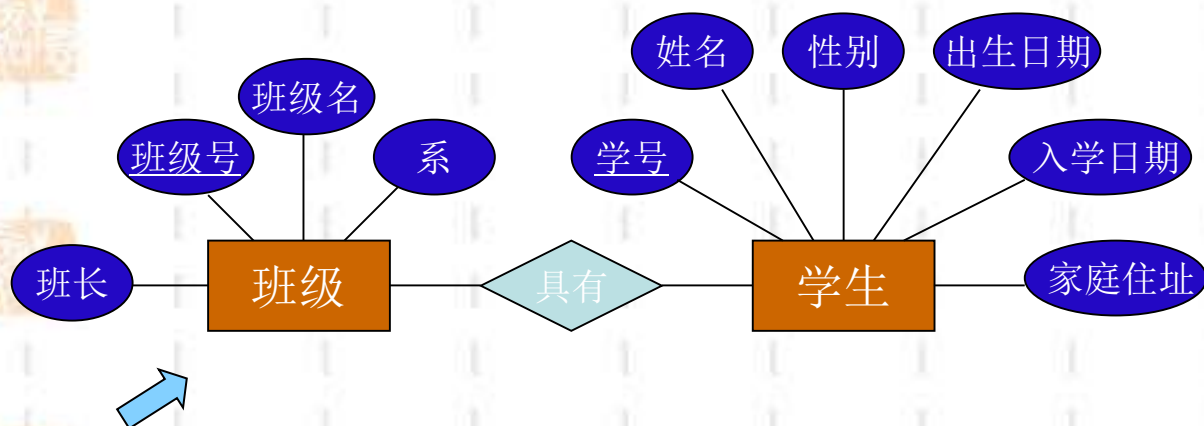 姓名
性别
出生日期
班级名
班级号
系
学号
入学日期
班长
班级
具有
学生
家庭住址